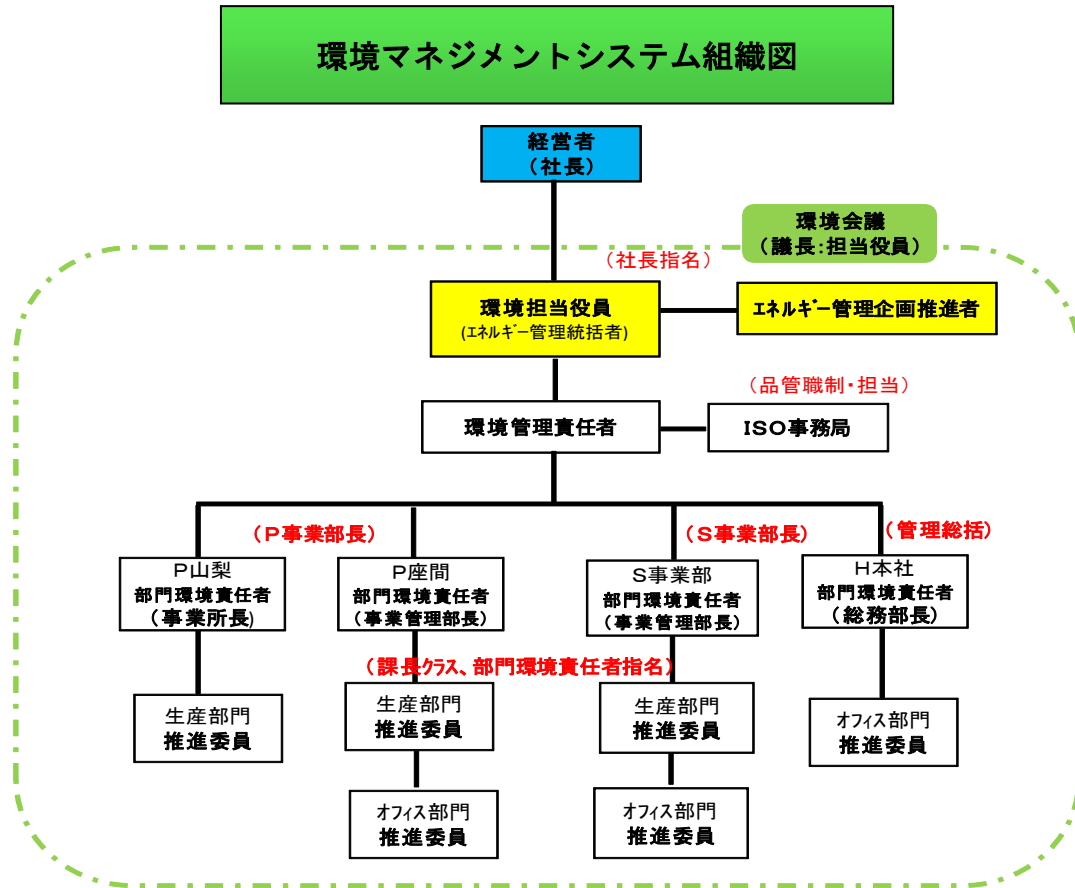 環境マネジメントシステム組織図
経営者
（社長）
環境会議
（議長：担当役員）
（社長指名）
環境担当役員
(ｴﾈﾙｷﾞｰ管理統括者)
ｴﾈﾙｷﾞｰ管理企画推進者
（品管職制・担当）
環境管理責任者
ＩＳＯ事務局
（Ｐ事業部長）
（Ｓ事業部長）
（管理総括）
Ｐ山梨
部門環境責任者
（事業所長)
Ｐ座間
部門環境責任者
（事業管理部長）
Ｓ事業部
部門環境責任者
（事業管理部長）
Ｈ本社
部門環境責任者
（総務部長）
（課長ｸﾗｽ、部門環境責任者指名）
生産部門
推進委員
生産部門
推進委員
生産部門
推進委員
オフィス部門
推進委員
オフィス部門
推進委員
オフィス部門
推進委員